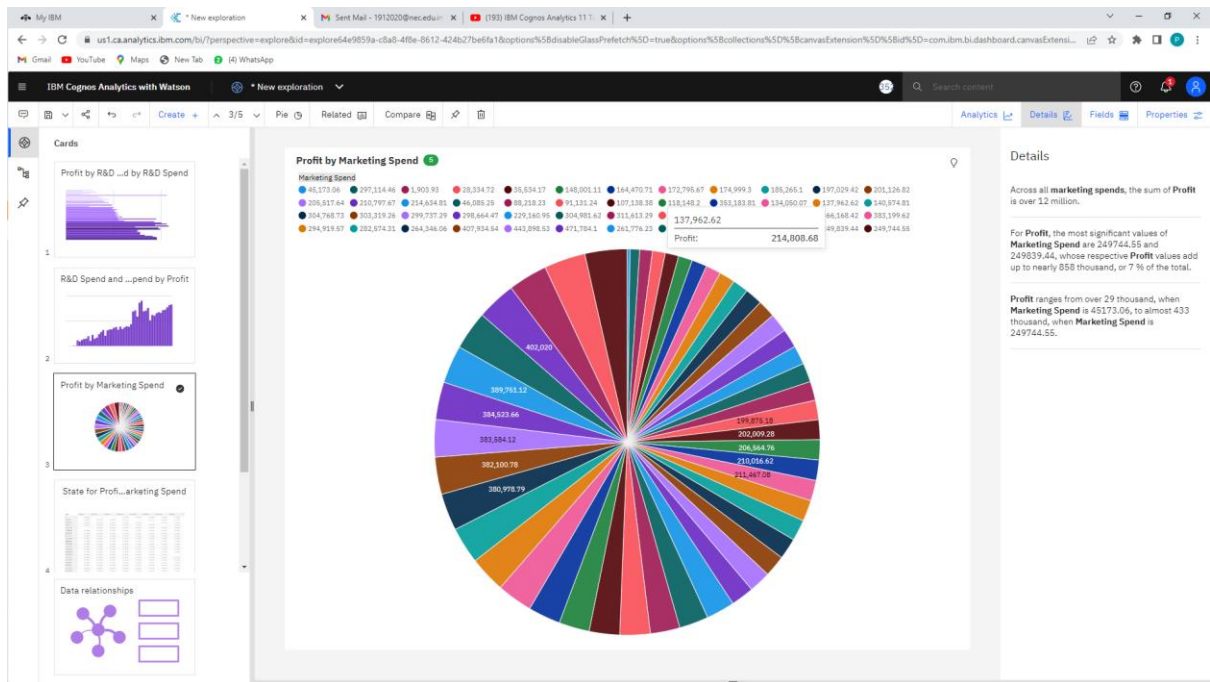 My IBM
* New exploration
Sent Mail - 1912020@nec.edu.in
(193) IBM Cognos Analytics 11
us1.ca.analytics.ibm.com/bi/?perspective=explore&id=explore64e9859a-c8a8-4f8e-8612-424b27be6fa1&options%5BdisableGlassPrefetch%5D=true&options%5Bcollections%5D%5BcanvasExtension%5D%5Bid%5D=com.ibm.bi.dashboard.canvasExtensi...
Gmail YouTube Maps New Tab (4) WhatsApp
IBM Cognos Analytics with Watson * New exploration Search content
Create + 3/5 Pie Related Compare Analytics Details Fields Properties
Cards
Profit by R&D ...d by R&D Spend
1
R&D Spend and ...pend by Profit
2
Profit by Marketing Spend
3
State for Profi...arketing Spend
4
Data relationships
Profit by Marketing Spend 5
Marketing Spend
45,173.06 297,114.46 1,903.93 28,334.72 35,534.17 148,001.11 164,470.71 172,795.67 174,999.3 185,265.1 197,029.42 201,126.82
205,517.64 210,797.67 214,634.81 46,085.25 88,218.23 91,131.24 107,138.38 118,148.2 353,183.81 134,050.07 137,962.62 140,574.81
304,768.73 303,319.26 299,737.29 298,664.47 229,160.95 304,981.62 311,613.29 66,168.42 383,199.62
294,919.57 282,574.31 264,346.06 407,934.54 443,898.53 471,784.1 261,776.23 49,839.44 249,744.55
137,962.62
Profit: 214,808.68
402,020
389,751.12
384,523.66
383,584.12
382,100.78
380,978.79
199,876.18
202,009.28
206,564.76
210,016.62
211,467.08
Details
Across all marketing spends, the sum of Profit
is over 12 million.
For Profit, the most significant values of
Marketing Spend are 249744.55 and
249839.44, whose respective Profit values add
up to nearly 858 thousand, or 7 % of the total.
Profit ranges from over 29 thousand, when
Marketing Spend is 45173.06, to almost 433
thousand, when Marketing Spend is
249744.55.